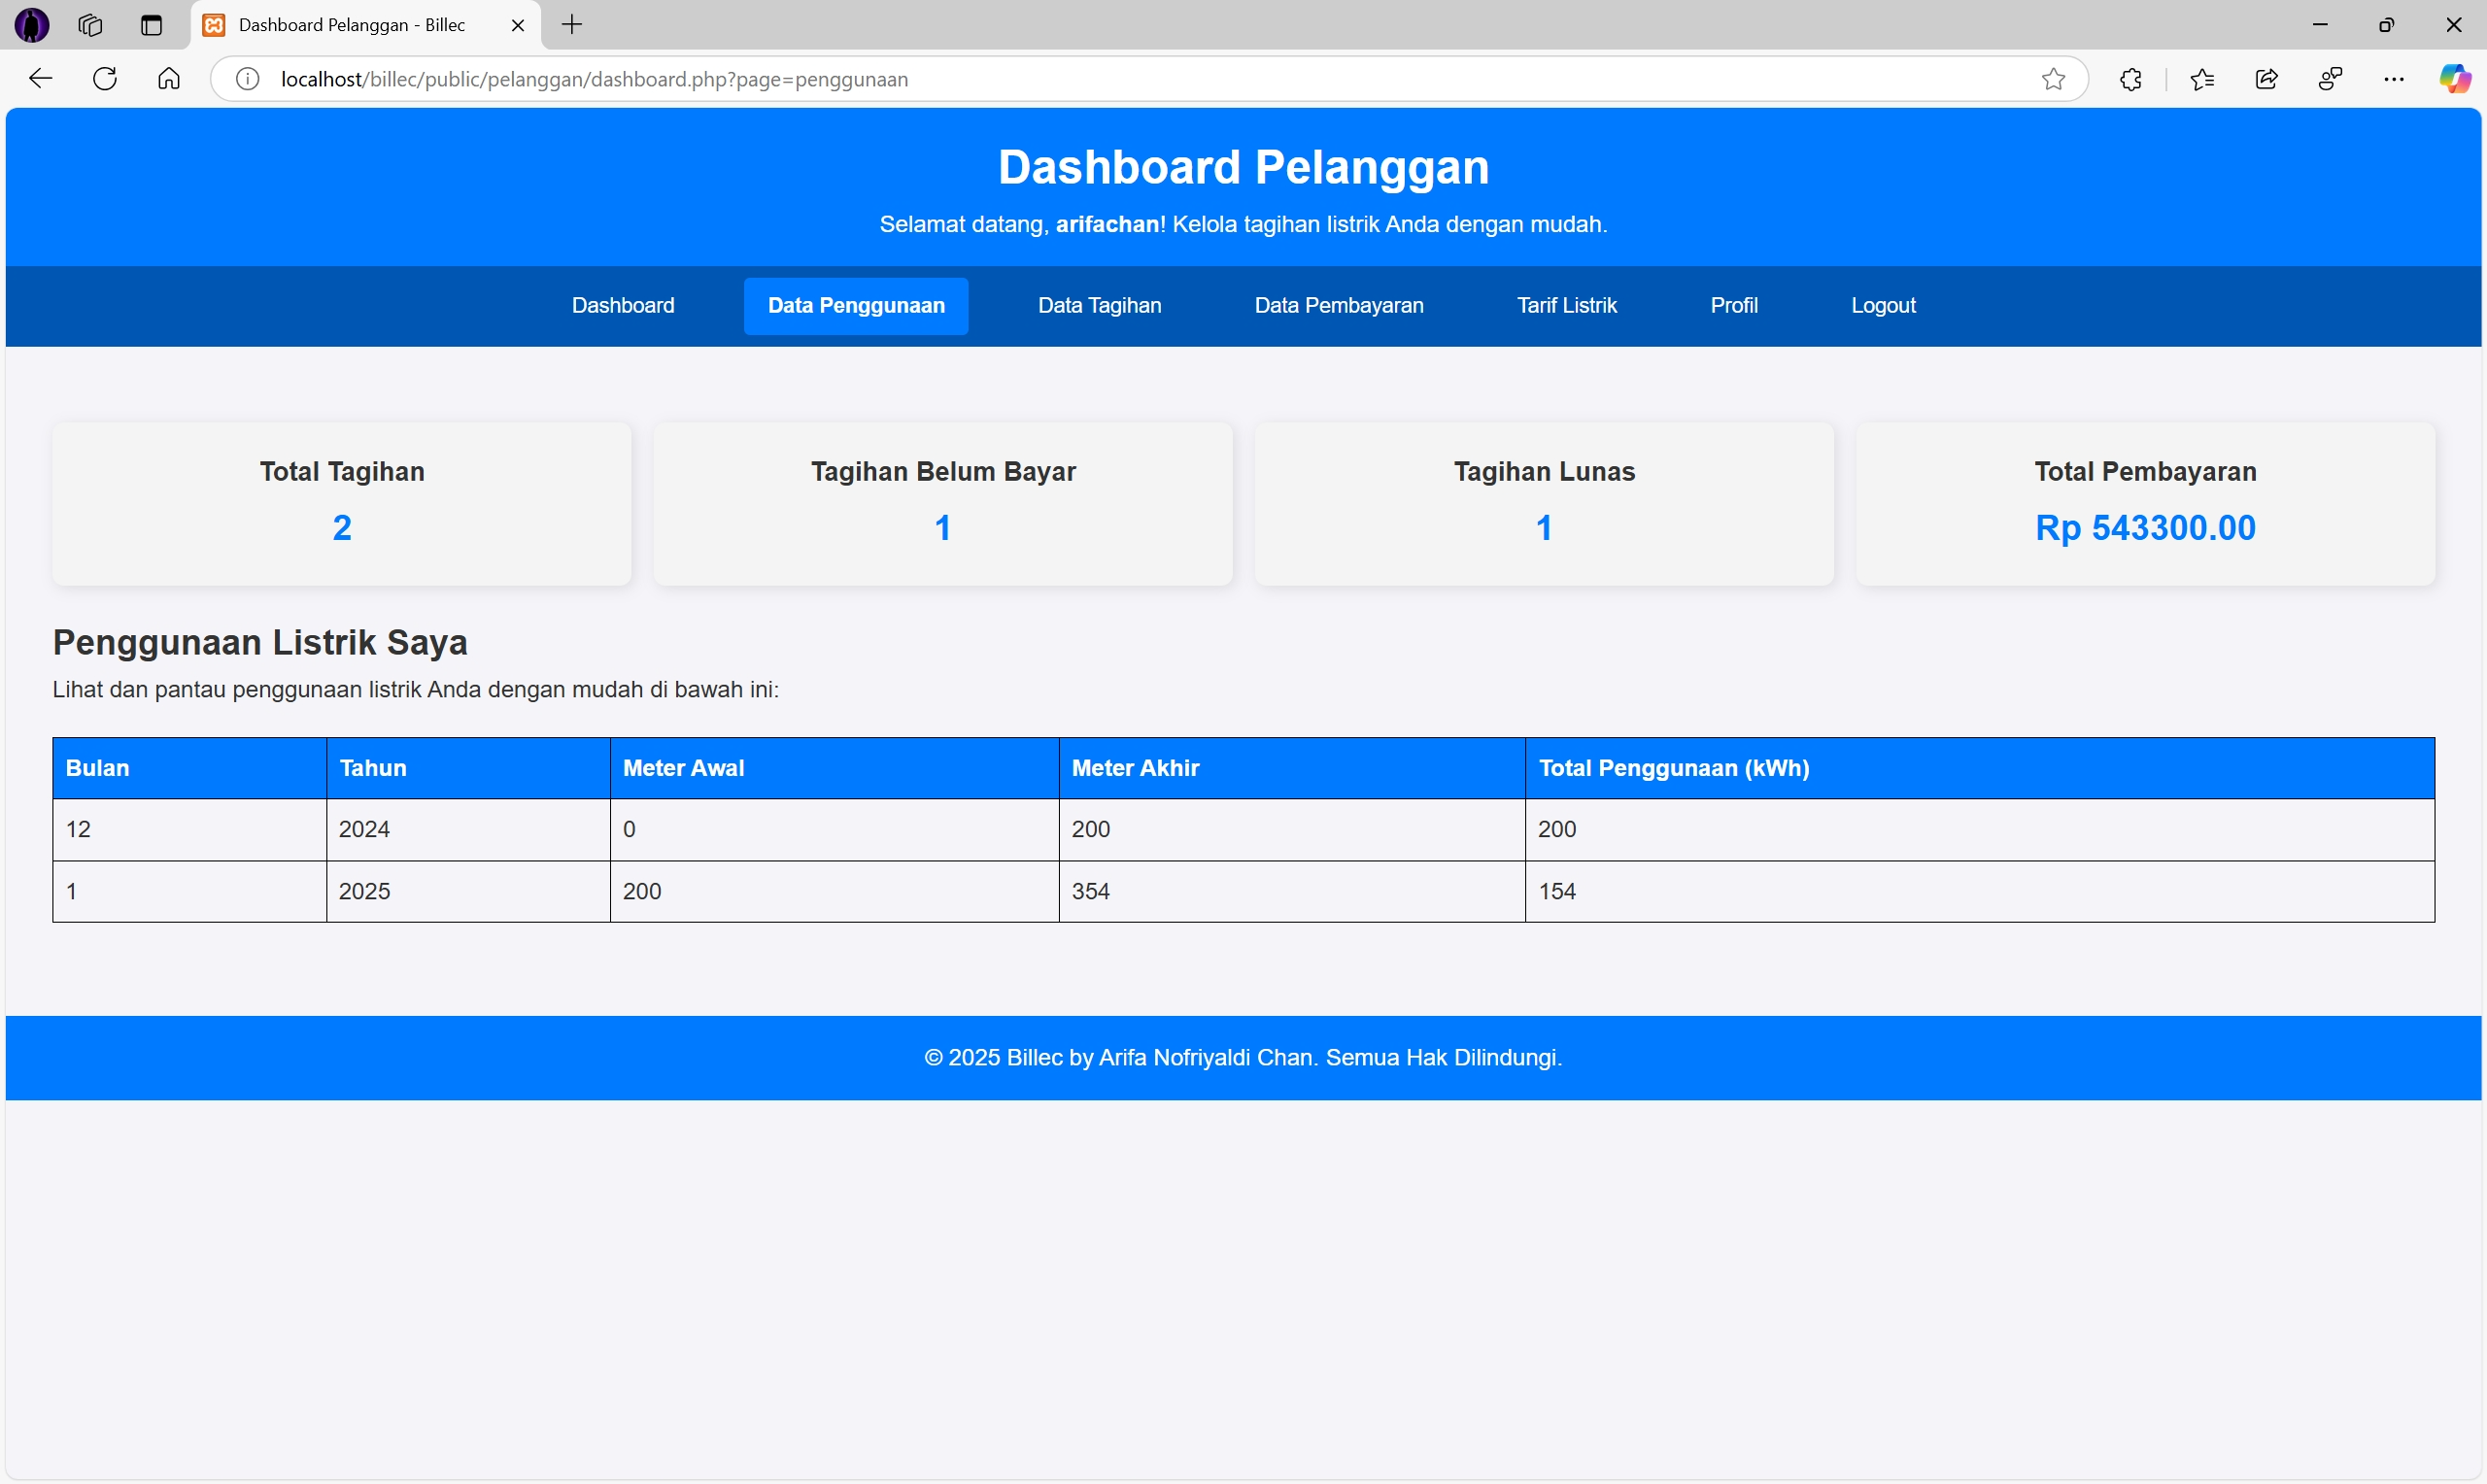 Dashboard Pelanggan - Billec
localhost/billec/public/pelanggan/dashboard.php?page=penggunaan
Dashboard Pelanggan
Selamat datang, arifachan! Kelola tagihan listrik Anda dengan mudah.
Dashboard Data Penggunaan Data Tagihan Data Pembayaran Tarif Listrik Profil Logout
Total Tagihan Tagihan Belum Bayar Tagihan Lunas Total Pembayaran
2 1 1 Rp 543300.00
Penggunaan Listrik Saya
Lihat dan pantau penggunaan listrik Anda dengan mudah di bawah ini:
Bulan Tahun Meter Awal Meter Akhir Total Penggunaan (kWh)
12 2024 0 200 200
1 2025 200 354 154
© 2025 Billec by Arifa Nofriyaldi Chan. Semua Hak Dilindungi.